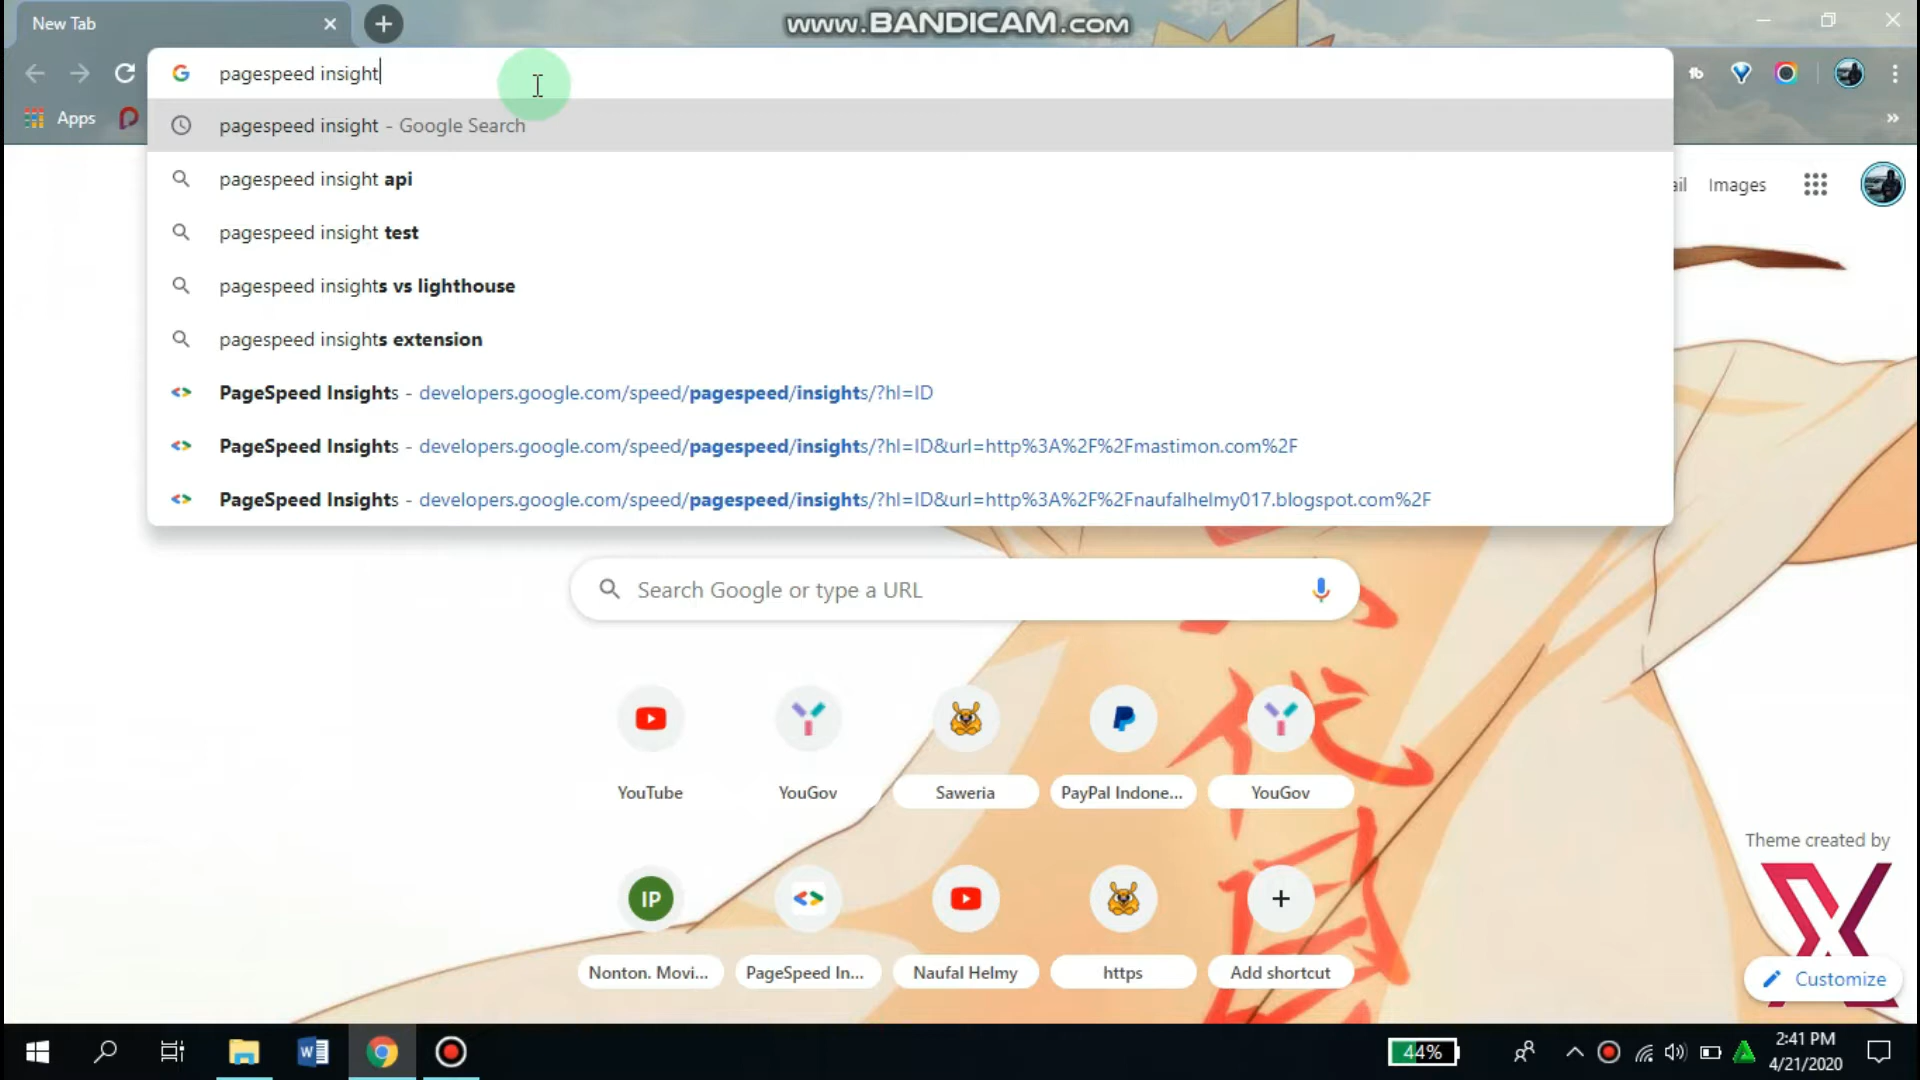 New Tab
www.BANDICAM.com
pagespeed insight
Apps
pagespeed insight - Google Search
pagespeed insight api
pagespeed insight test
pagespeed insights vs lighthouse
pagespeed insights extension
PageSpeed Insights - developers.google.com/speed/pagespeed/insights/?hl=ID
PageSpeed Insights - developers.google.com/speed/pagespeed/insights/?hl=ID&url=http%3A%2F%2Fmastimon.com%2F
PageSpeed Insights - developers.google.com/speed/pagespeed/insights/?hl=ID&url=http%3A%2F%2Fnaufalhelmy017.blogspot.com%2F
Images
Search Google or type a URL
YouTube
YouGov
Saweria
PayPal Indone...
YouGov
IP
Nonton. Movi...
PageSpeed In...
Naufal Helmy
https
Add shortcut
Theme created by
Customize
44%
2:41 PM
4/21/2020